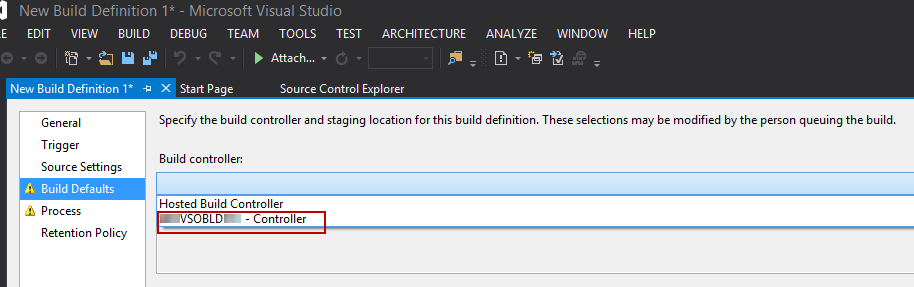 New Build Definition 1* - Microsoft Visual Studio
LE EDIT VIEW BUILD DEBUG TEAM TOOLS TEST ARCHITECTURE ANALYZE WINDOW HELP
Attach...
New Build Definition 1* Start Page Source Control Explorer
General
Trigger
Source Settings
Build Defaults
Process
Retention Policy
Specify the build controller and staging location for this build definition. These selections may be modified by the person queuing the build.
Build controller:
Hosted Build Controller
VSOBLD - Controller